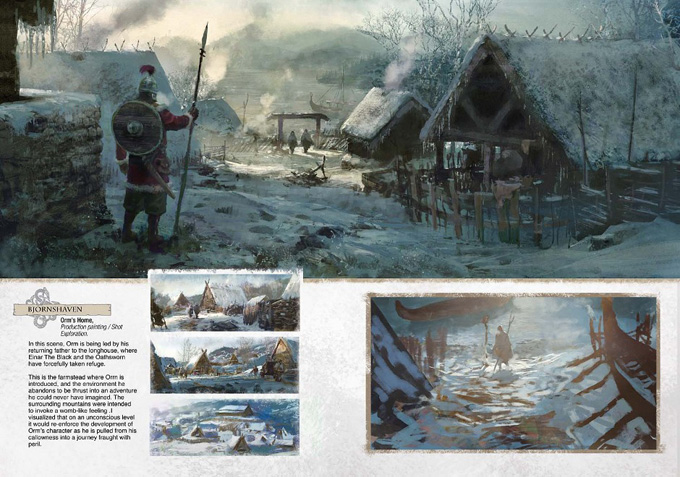 BJORNSHAVEN
Orm's Home,
Production painting / Shot
Exploration.
In this scene, Orm is being led by his
returning father to the longhouse, where
Einar The Black and the Oathsworn
have forcefully taken refuge.
This is the farmstead where Orm is
introduced, and the environment he
abandons to be thrust into an adventure
he could never have imagined. The
surrounding mountains were intended
to invoke a womb-like feeling .I
visualized that on an unconscious level
it would re-enforce the development of
Orm's character as he is pulled from his
callowness into a journey fraught with
peril.